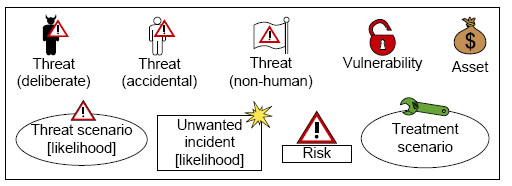 Threat
(deliberate)
Threat
(accidental)
Threat
(non-human)
Vulnerability
$
Asset
Threat scenario
[likelihood]
Unwanted
incident
[likelihood]
!
Risk
Treatment
scenario